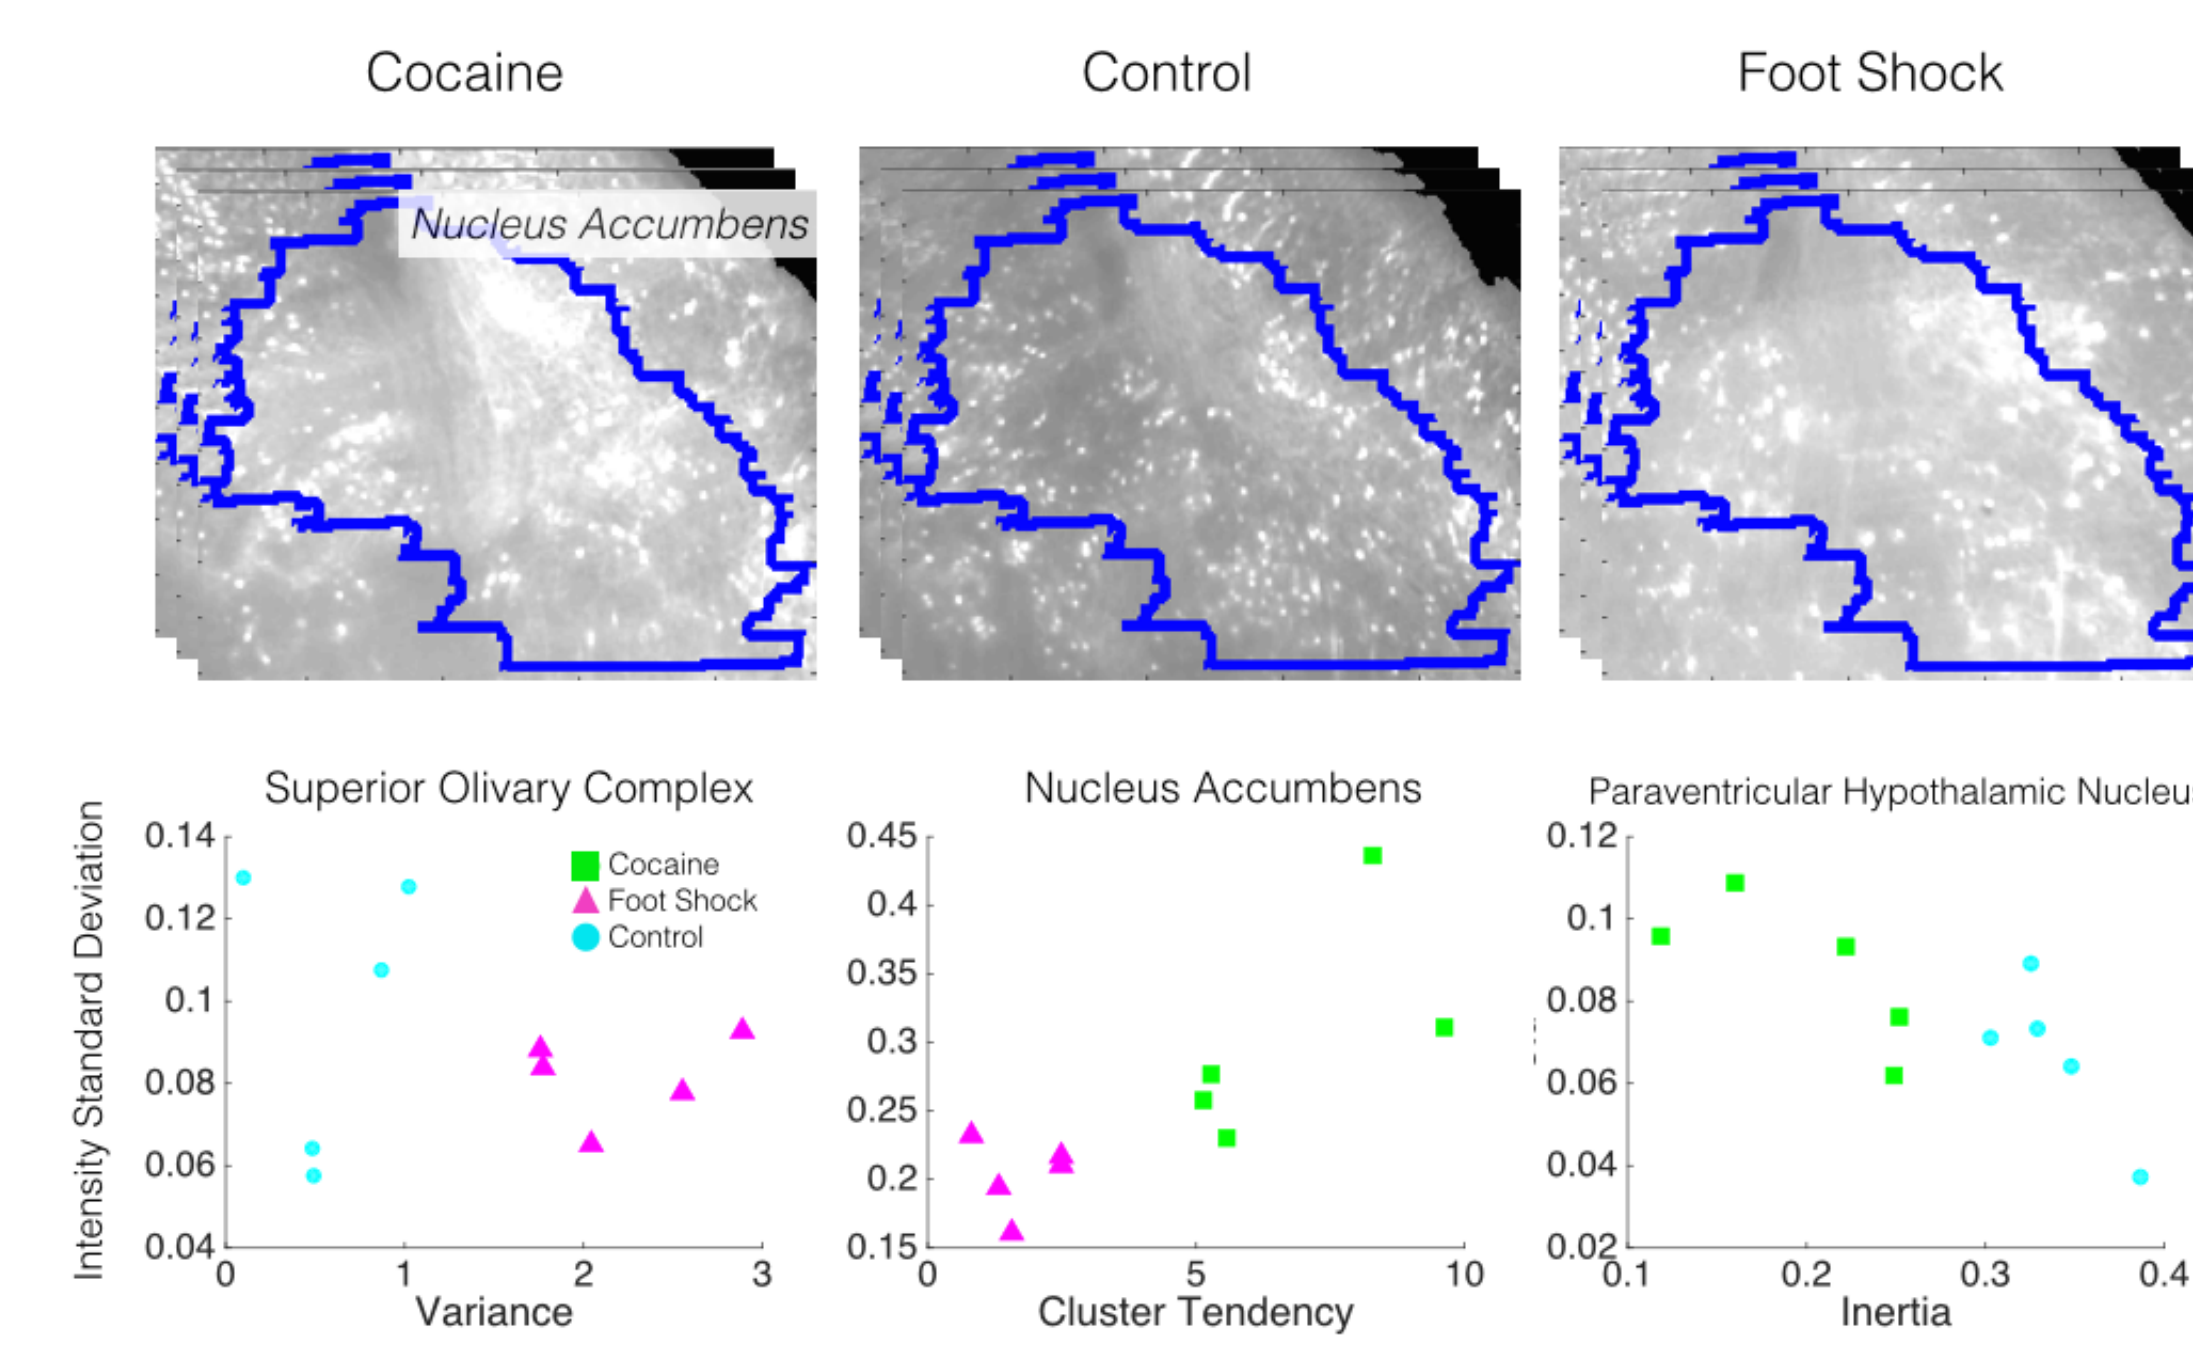 Cocaine
Control
Foot Shock
Nucleus Accumbens
Superior Olivary Complex
Nucleus Accumbens
Paraventricular Hypothalamic Nucleus
Intensity Standard Deviation
0.14
0.12
0.1
0.08
0.06
0.04
0
1
2
3
Variance
Cocaine
Foot Shock
Control
0.45
0.4
0.35
0.3
0.25
0.2
0.15
0
5
10
Cluster Tendency
0.12
0.1
0.08
0.06
0.04
0.02
0.1
0.2
0.3
0.4
Inertia